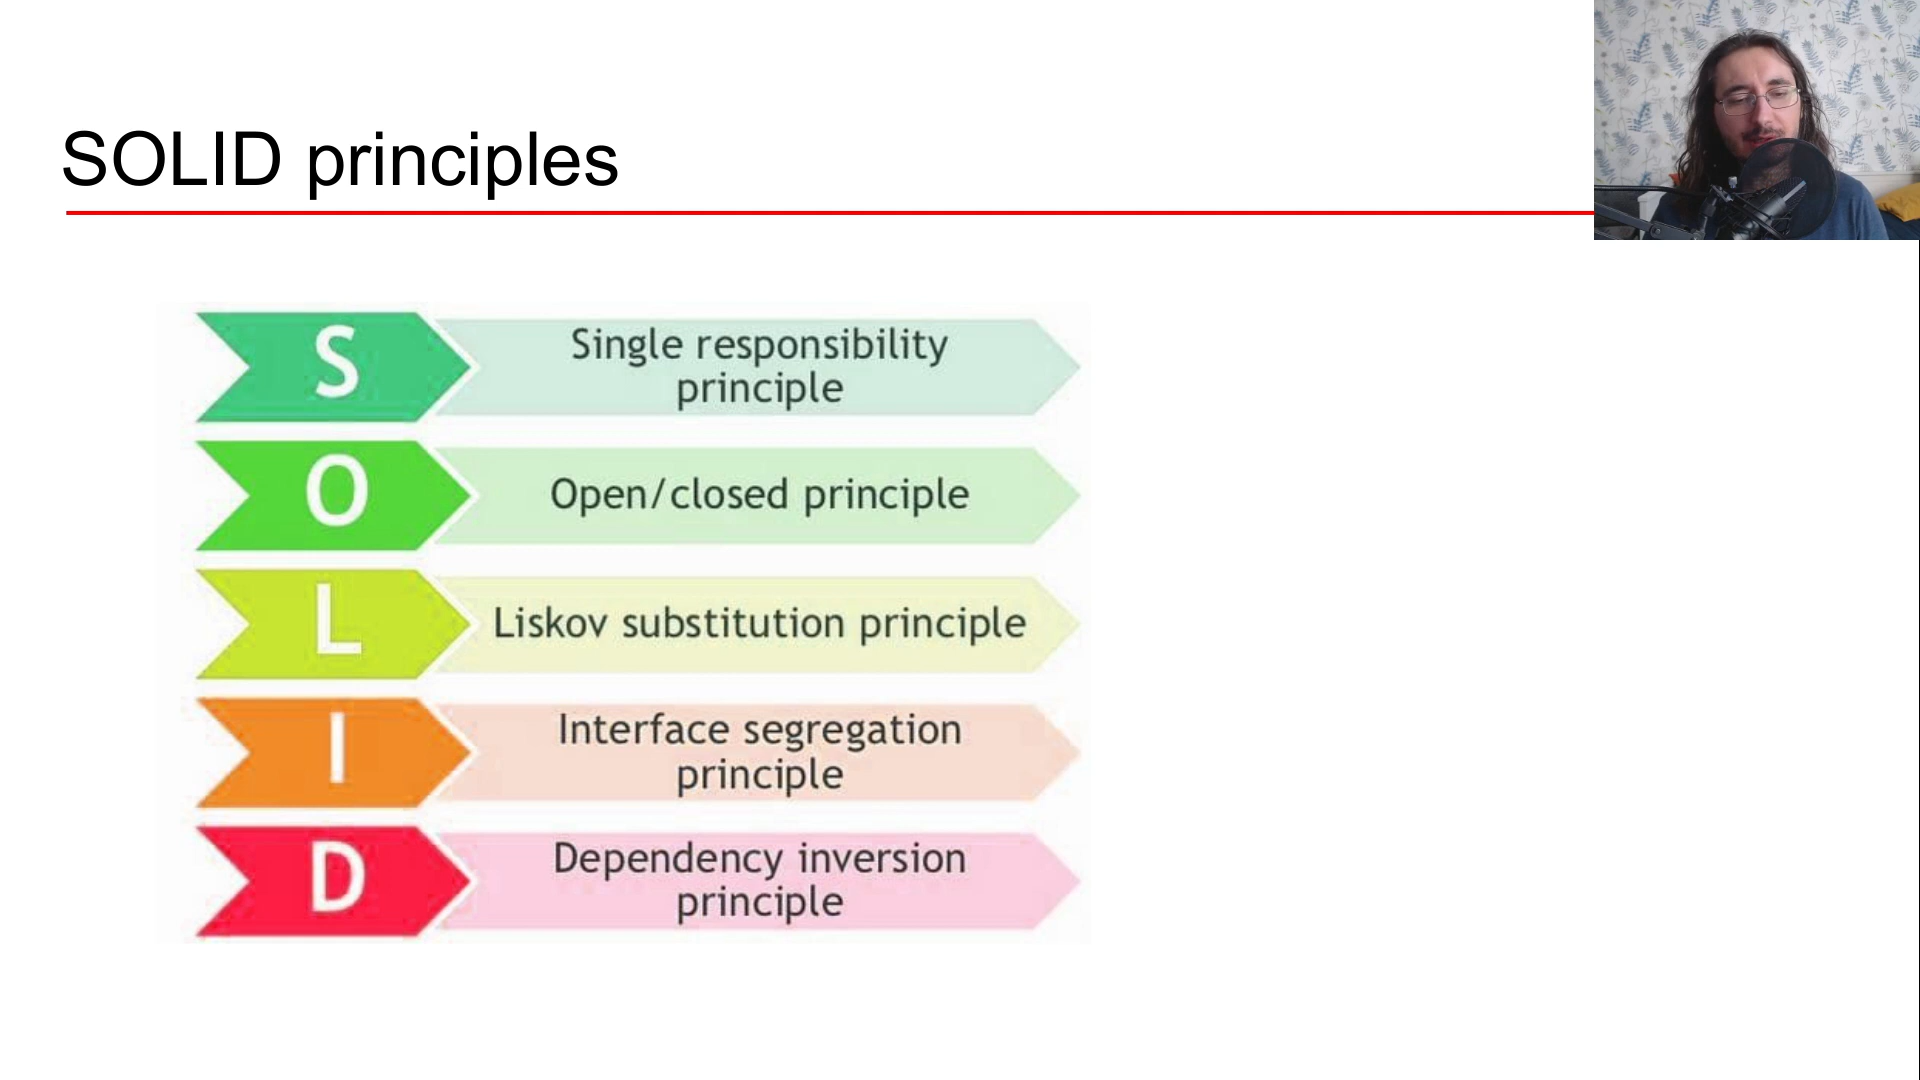 SOLID principles
S
Single responsibility
principle
O
Open/closed principle
L
Liskov substitution principle
I
Interface segregation
principle
D
Dependency inversion
principle